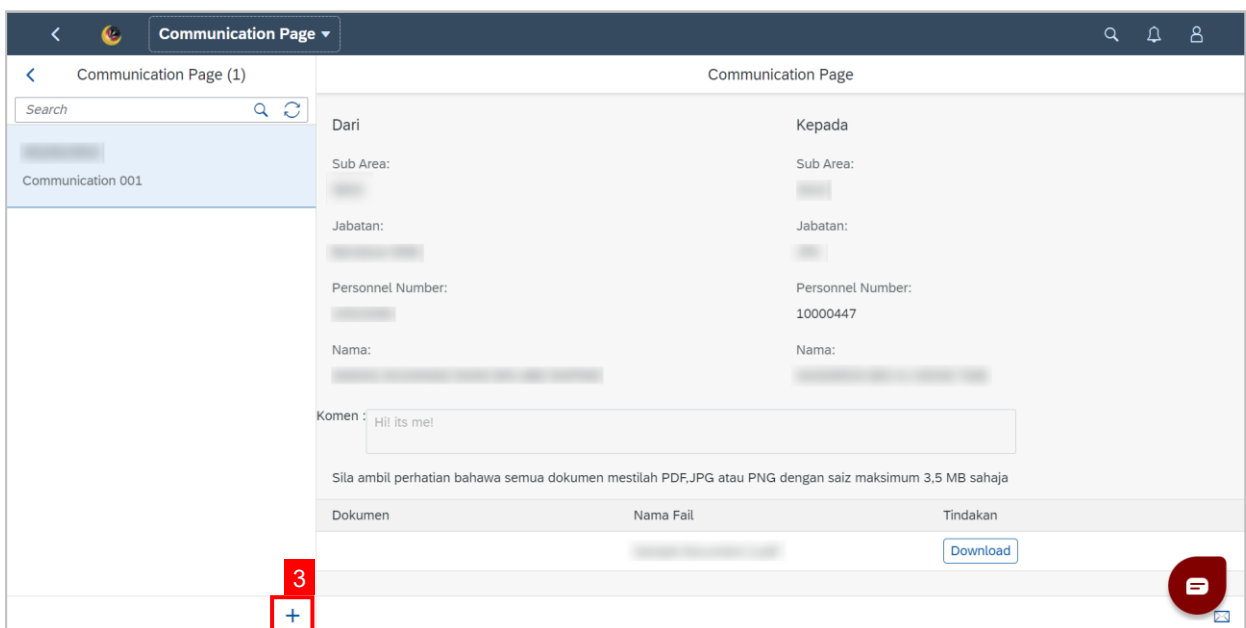 Communication Page
Communication Page (1)
Communication Page
Search
Communication 001
Dari
Kepada
Sub Area:
Sub Area:
Jabatan:
Jabatan:
Personnel Number:
Personnel Number:
10000447
Nama:
Nama:
Komen :
Hi! its me!
Sila ambil perhatian bahawa semua dokumen mestilah PDF,JPG atau PNG dengan saiz maksimum 3,5 MB sahaja
Dokumen
Nama Fail
Tindakan
Download
3